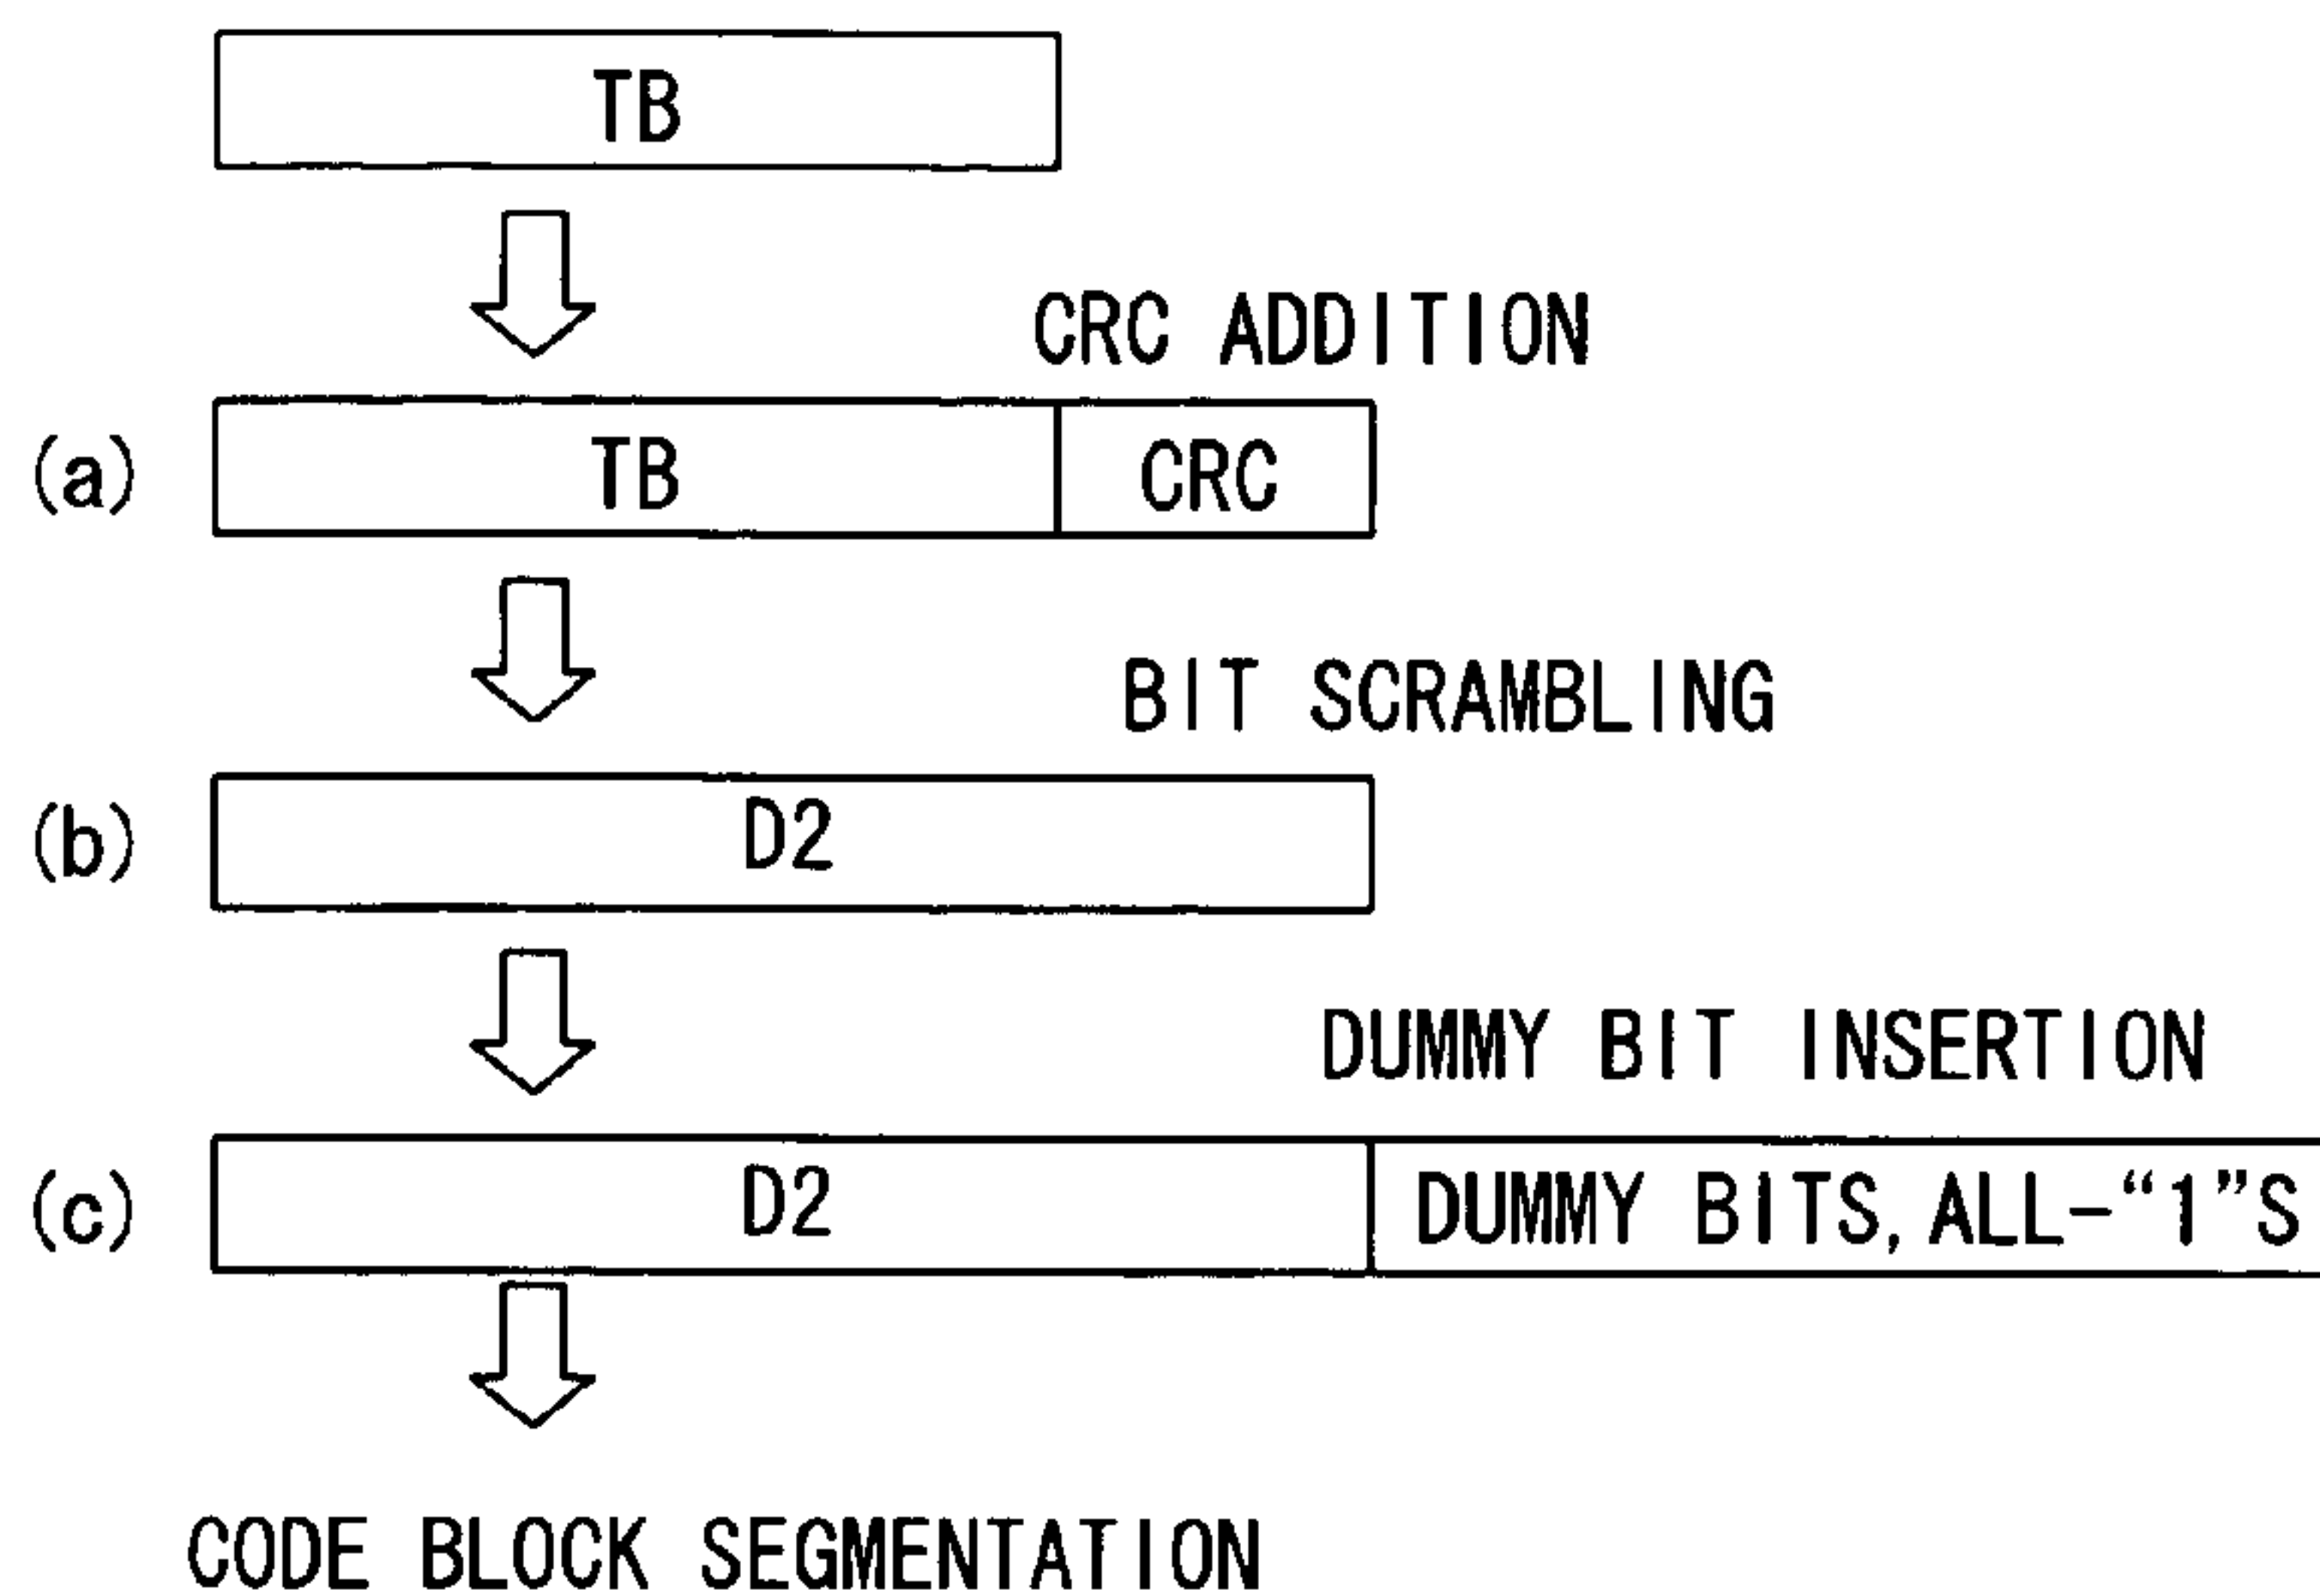 TB
CRC ADDITION
(a) TB CRC
BIT SCRAMBLING
(b) D2
DUMMY BIT INSERTION
(c) D2 DUMMY BITS, ALL-“1”S
CODE BLOCK SEGMENTATION